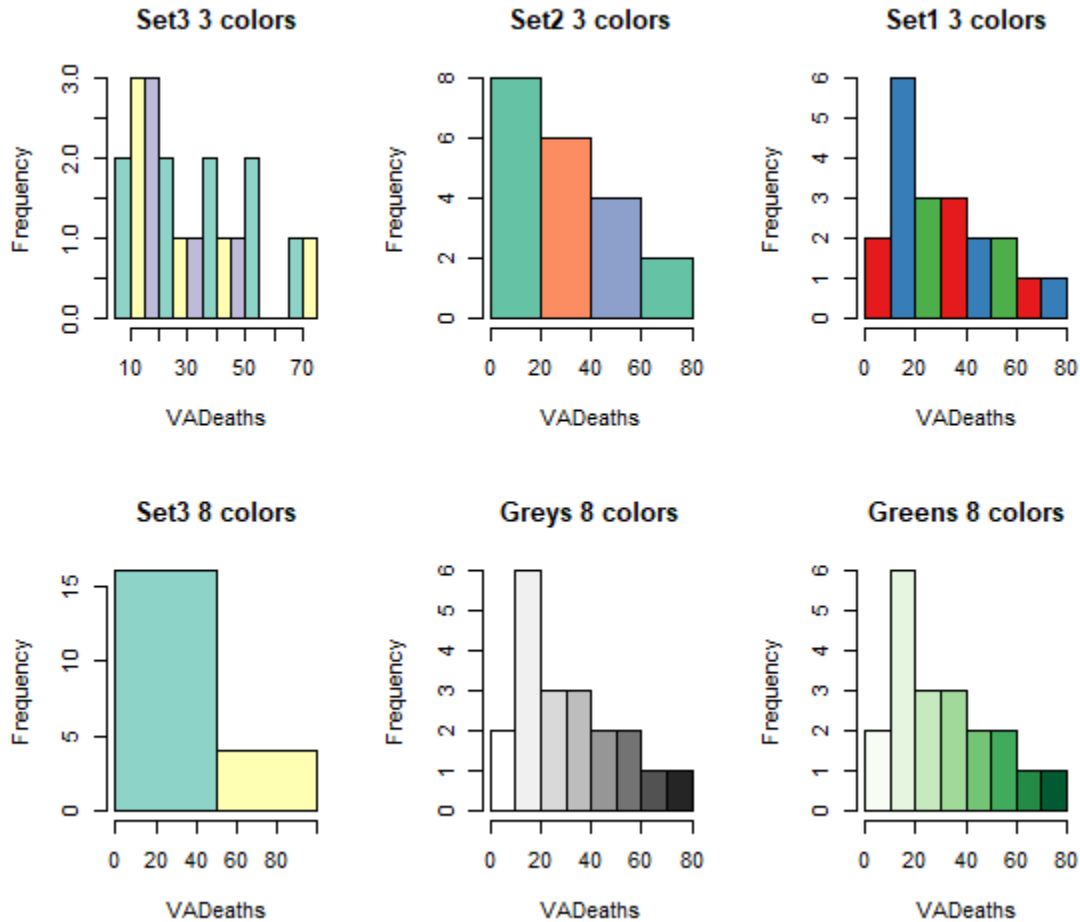 Set3 3 colors
Frequency
0.0 1.0 2.0 3.0
10 30 50 70
VADeaths
Set2 3 colors
Frequency
0 2 4 6 8
0 20 40 60 80
VADeaths
Set1 3 colors
Frequency
0 1 2 3 4 5 6
0 20 40 60 80
VADeaths
Set3 8 colors
Frequency
0 5 10 15
0 20 40 60 80
VADeaths
Greys 8 colors
Frequency
0 1 2 3 4 5 6
0 20 40 60 80
VADeaths
Greens 8 colors
Frequency
0 1 2 3 4 5 6
0 20 40 60 80
VADeaths